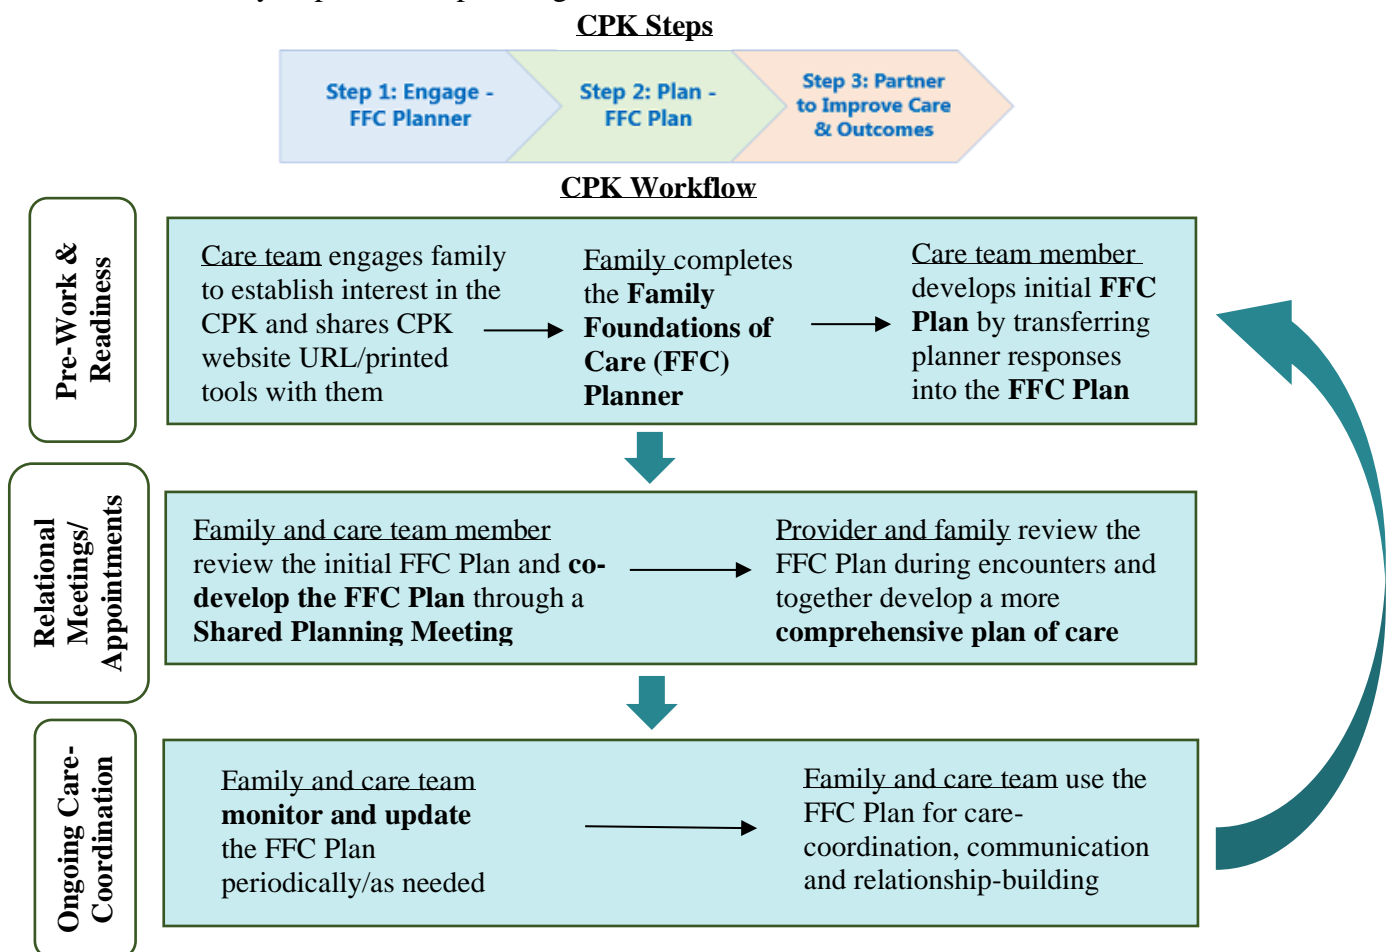 CPK Steps
Step 1: Engage -
FFC Planner
Step 2: Plan -
FFC Plan
Step 3: Partner
to Improve Care
& Outcomes
CPK Workflow
Pre-Work &
Readiness
Care team engages family
to establish interest in the
CPK and shares CPK
website URL/printed
tools with them
Family completes
the Family
Foundations of
Care (FFC)
Planner
Care team member
develops initial FFC
Plan by transferring
planner responses
into the FFC Plan
Relational
Meetings/
Appointments
Family and care team member
review the initial FFC Plan and co-
develop the FFC Plan through a
Shared Planning Meeting
Provider and family review the
FFC Plan during encounters and
together develop a more
comprehensive plan of care
Ongoing Care-
Coordination
Family and care team
monitor and update
the FFC Plan
periodically/as needed
Family and care team use the
FFC Plan for care-
coordination, communication
and relationship-building